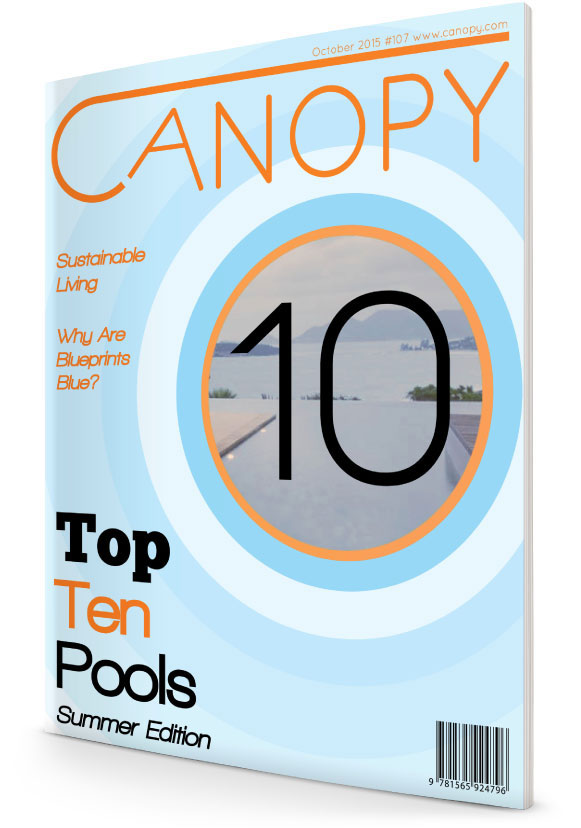 October 2015 #107 www.canopy.com
CANOPY
Sustainable
Living
Why Are
Blueprints
Blue?
10
Top
Ten
Pools
Summer Edition
9 781565 924796